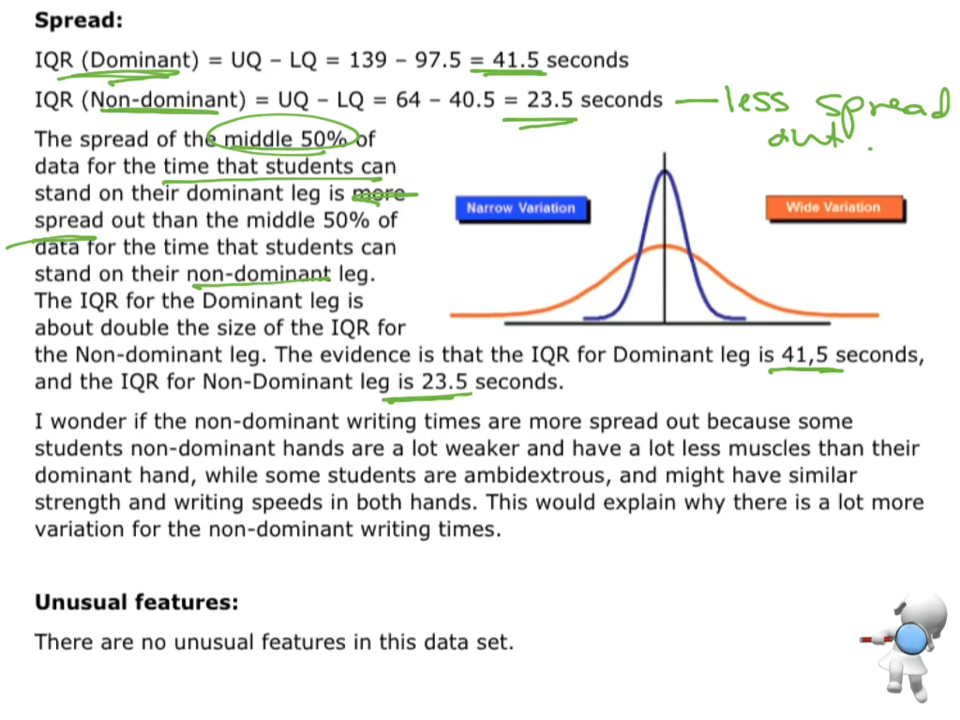 Spread:
IQR (Dominant) = UQ – LQ = 139 – 97.5 = 41.5 seconds
IQR (Non-dominant) = UQ – LQ = 64 – 40.5 = 23.5 seconds — less spread
out.
The spread of the middle 50% of
data for the time that students can
stand on their dominant leg is more
spread out than the middle 50% of
data for the time that students can
stand on their non-dominant leg.
The IQR for the Dominant leg is
about double the size of the IQR for
Narrow Variation
Wide Variation
the Non-dominant leg. The evidence is that the IQR for Dominant leg is 41,5 seconds,
and the IQR for Non-Dominant leg is 23.5 seconds.
I wonder if the non-dominant writing times are more spread out because some
students non-dominant hands are a lot weaker and have a lot less muscles than their
dominant hand, while some students are ambidextrous, and might have similar
strength and writing speeds in both hands. This would explain why there is a lot more
variation for the non-dominant writing times.
Unusual features:
There are no unusual features in this data set.